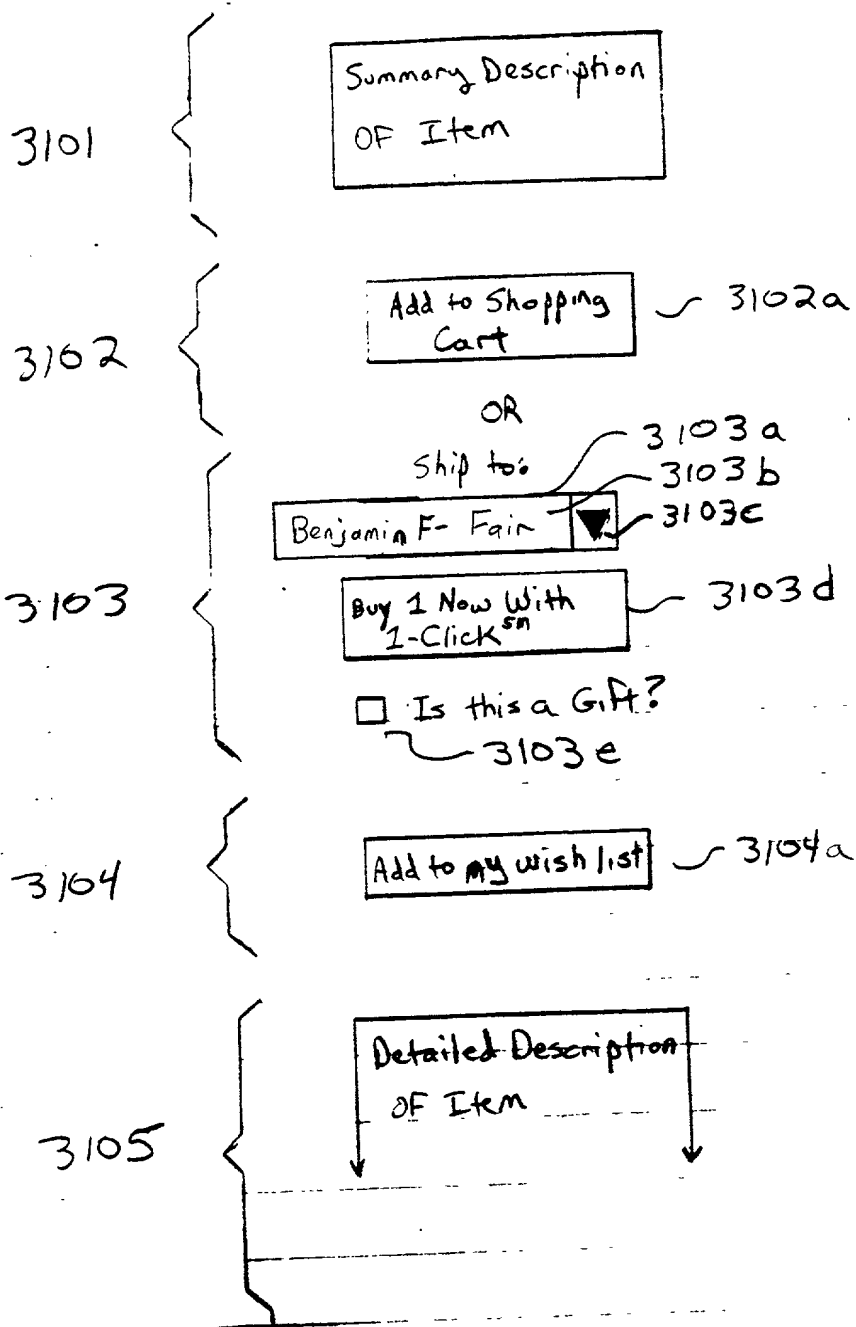 Summary Description
OF Item
3101
Add to Shopping
Cart
3102a
3102
OR
Ship to:
3103a
3103b
Benjamin F- Fair
3103c
3103
Buy 1 Now With
1-Click sm
3103d
Is this a Gift?
3103e
3104
Add to my wish list
3104a
Detailed Description
OF Item
3105